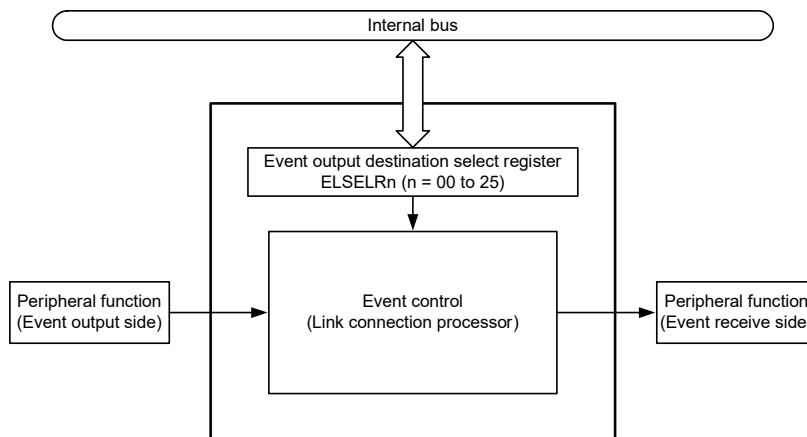 Internal bus
Event output destination select register
ELSELRn (n = 00 to 25)
Peripheral function
(Event output side)
Event control
(Link connection processor)
Peripheral function
(Event receive side)